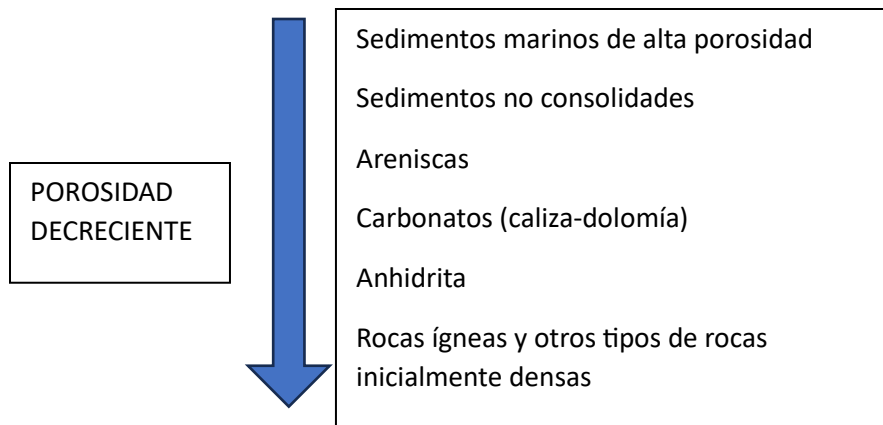 Sedimentos marinos de alta porosidad
Sedimentos no consolidades
Areniscas
POROSIDAD
DECRECIENTE
Carbonatos (caliza-dolomía)
Anhidrita
Rocas ígneas y otros tipos de rocas
inicialmente densas